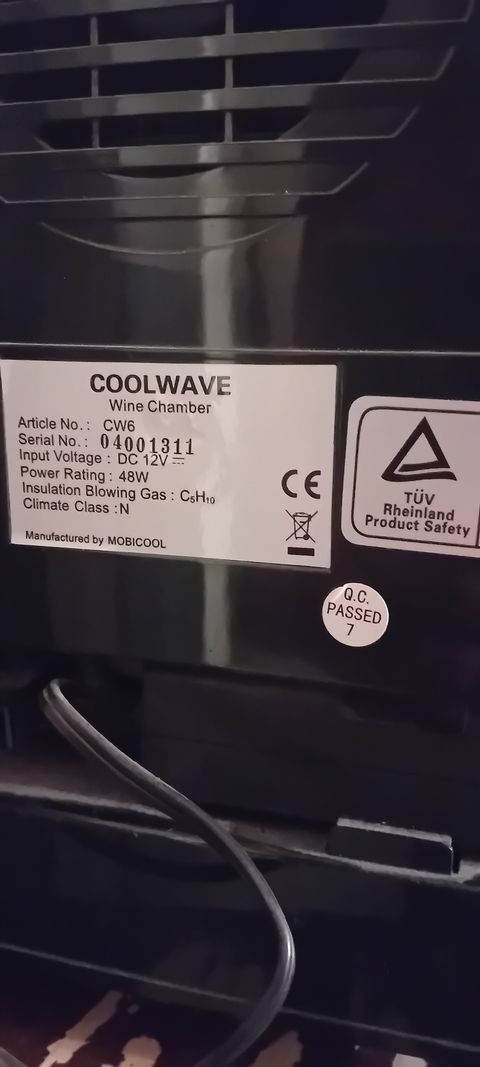 COOLWAVE
Wine Chamber
Article No. : CW6
Serial No. : 04001311
Input Voltage : DC 12V ⎓
Power Rating : 48W
Insulation Blowing Gas : C₅H₁₀
Climate Class : N
Manufactured by MOBICOOL
CE
TÜV
Rheinland
Product Safety
Q.C.
PASSED
7